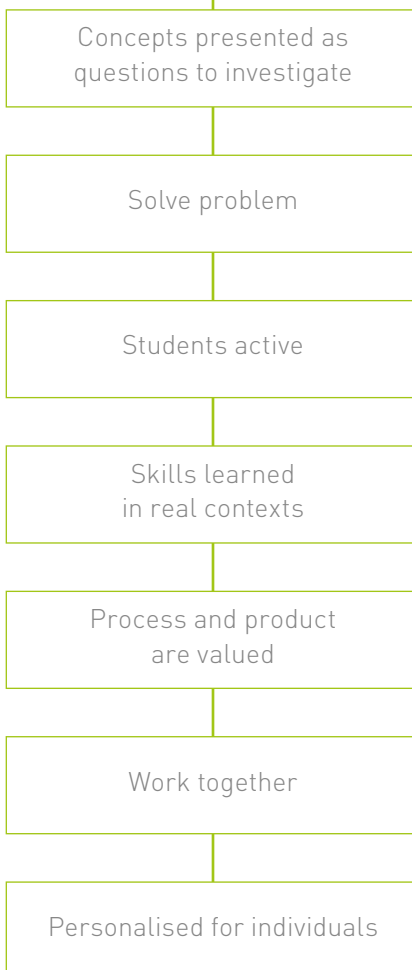 Concepts presented as
questions to investigate
Solve problem
Students active
Skills learned
in real contexts
Process and product
are valued
Work together
Personalised for individuals